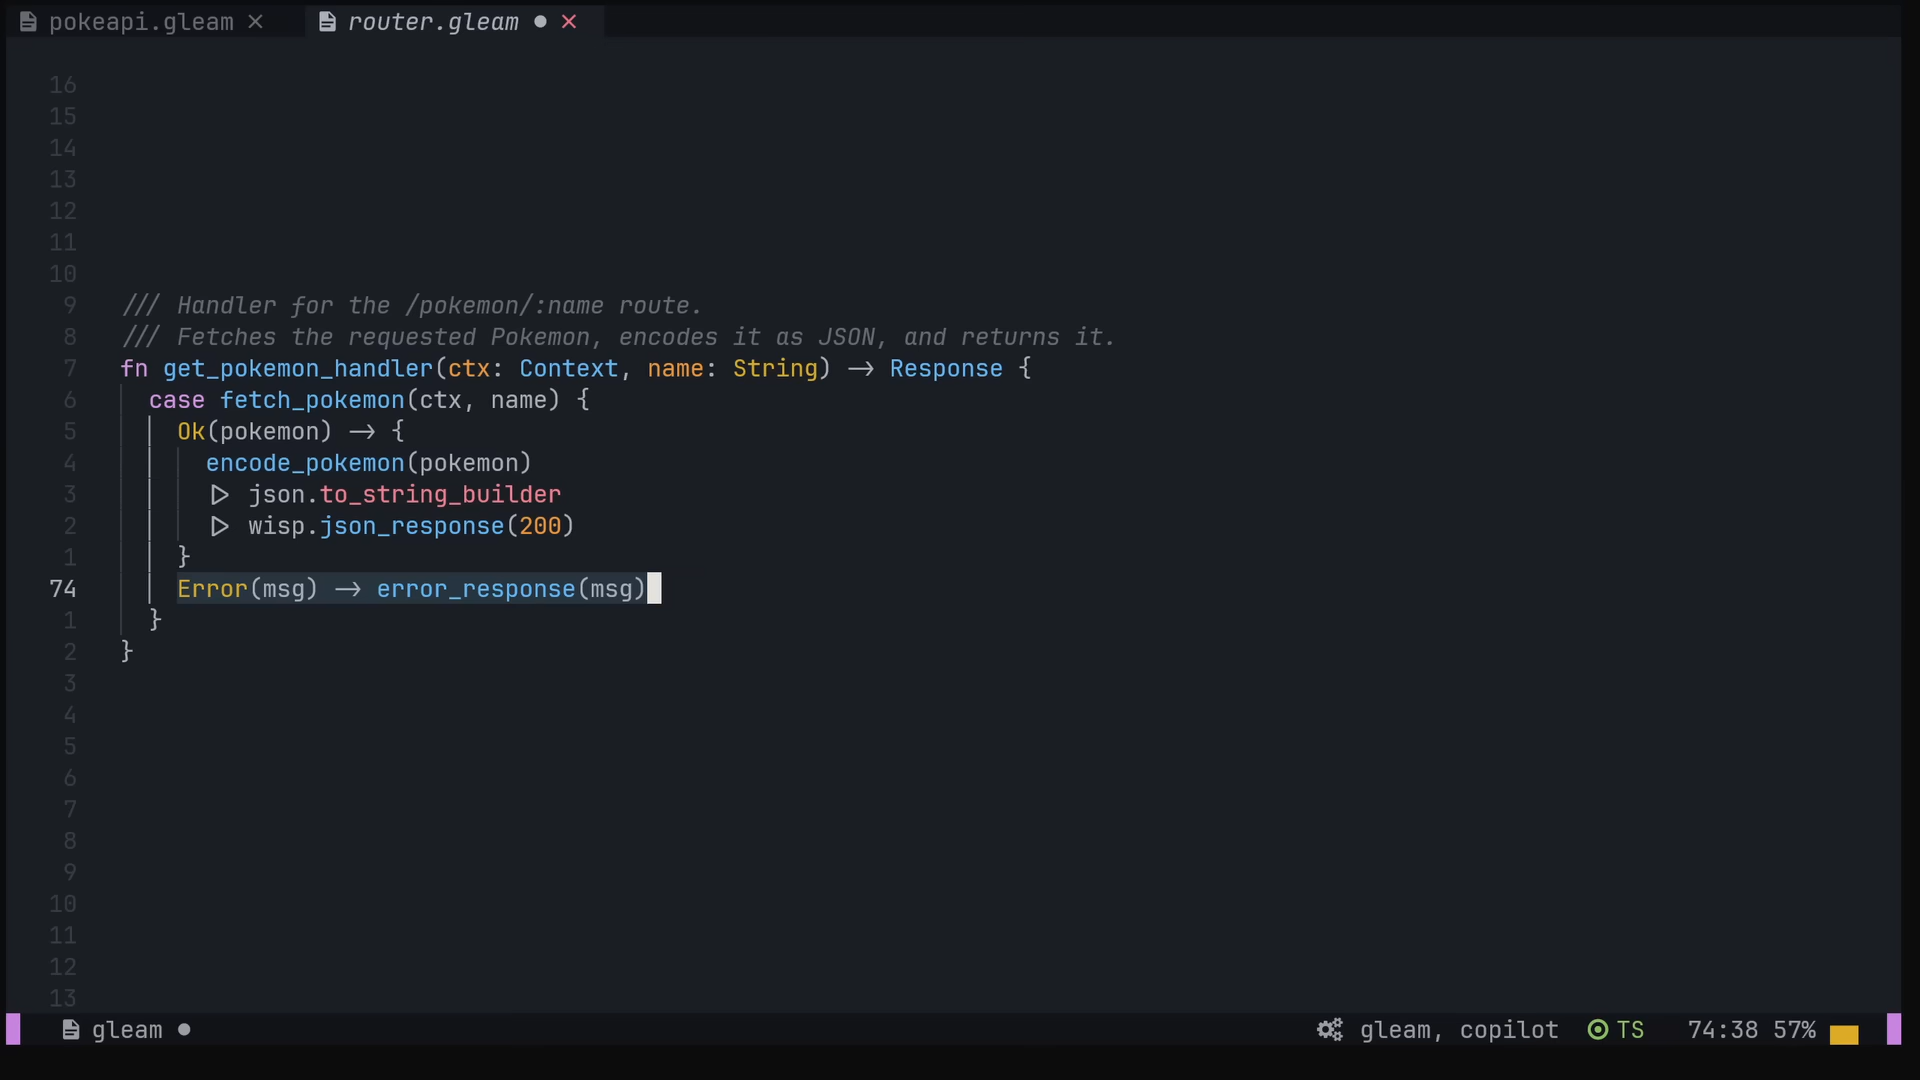 pokeapi.gleam × router.gleam ● ×
16
15
14
13
12
11
10
9 /// Handler for the /pokemon/:name route.
8 /// Fetches the requested Pokemon, encodes it as JSON, and returns it.
7 fn get_pokemon_handler(ctx: Context, name: String) -> Response {
6 case fetch_pokemon(ctx, name) {
5 Ok(pokemon) -> {
4 encode_pokemon(pokemon)
3 |> json.to_string_builder
2 |> wisp.json_response(200)
1 }
74 Error(msg) -> error_response(msg)
1 }
2 }
3
4
5
6
7
8
9
10
11
12
13
gleam ● gleam, copilot TS 74:38 57%